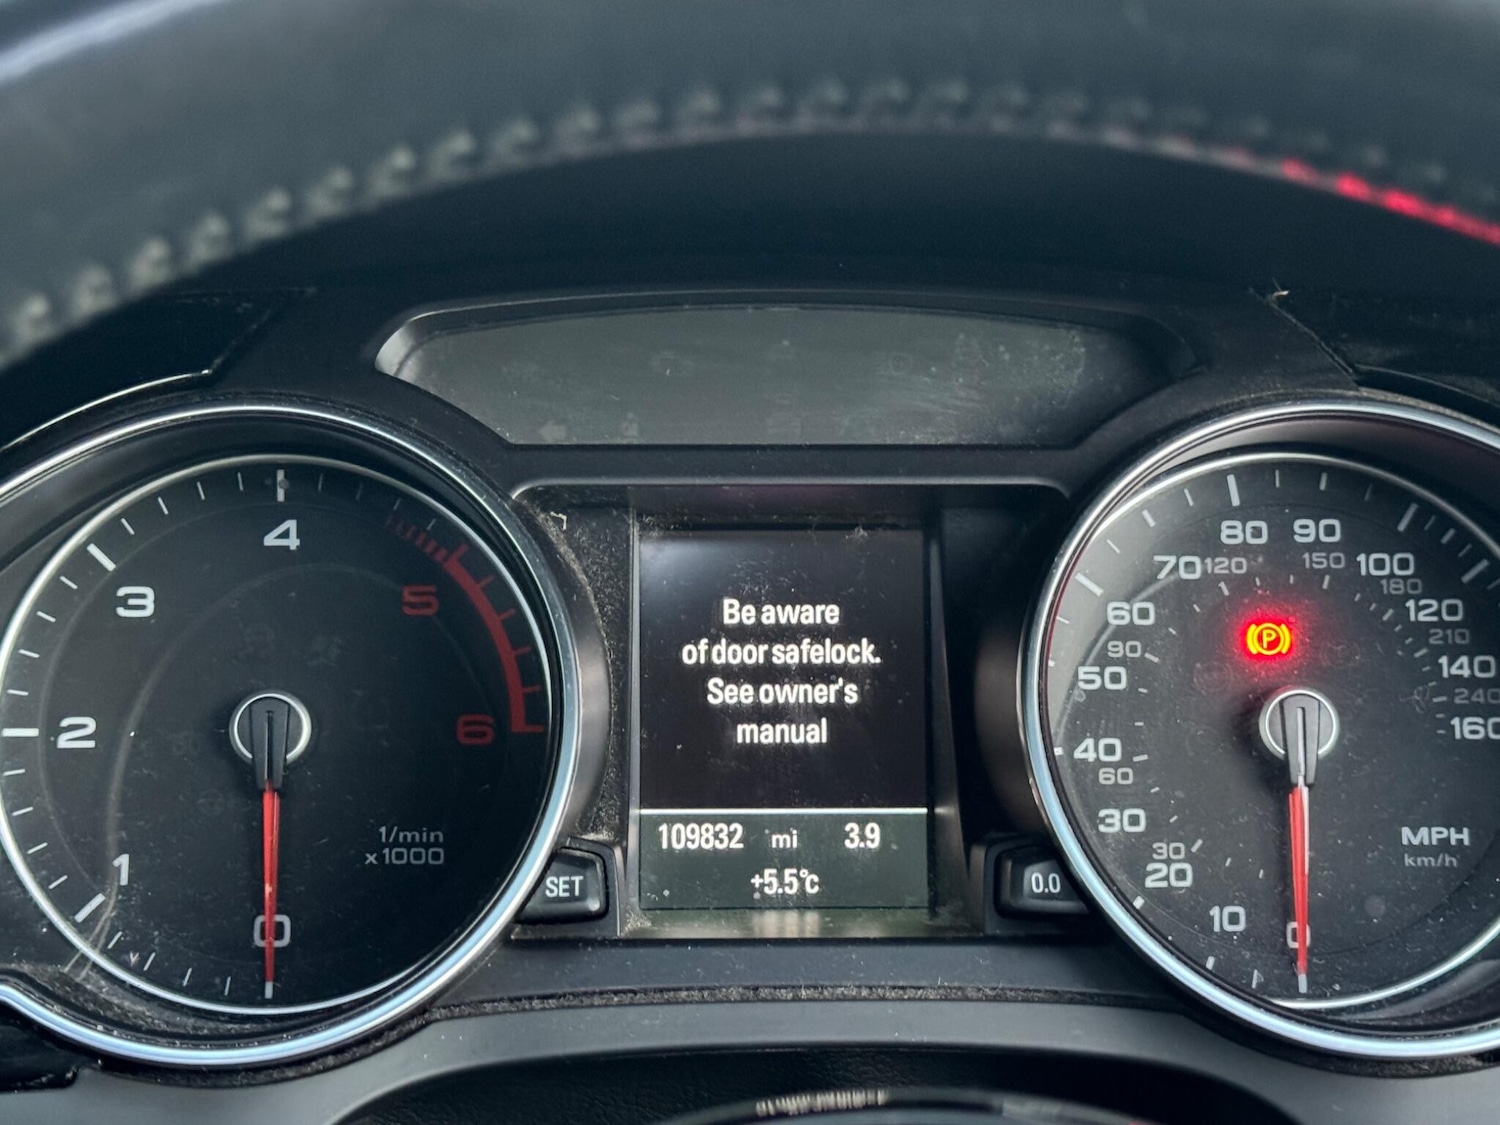 4
3
5
2
6
1
0
1/min
x1000
Be aware
of door safelock.
See owner's
manual
109832 mi 3.9
+5.5°c
SET
0.0
80 90
70 120 150 100
180
60 120
90 210
50 140
240
40 160
60
30
30
20
10
0
MPH
km/h
P